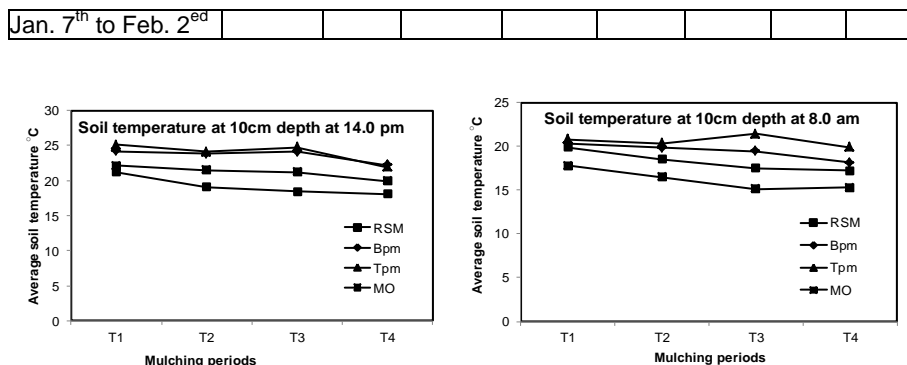 Jan. 7th to Feb. 2ed
Soil temperature at 10cm depth at 14.0 pm
Average soil temperature °C
30
25
20
15
10
5
0
RSM
Bpm
Tpm
MO
T1 T2 T3 T4
Mulching periods
Soil temperature at 10cm depth at 8.0 am
Average soil temperature °C
25
20
15
10
5
0
RSM
Bpm
Tpm
MO
T1 T2 T3 T4
Mulching periods